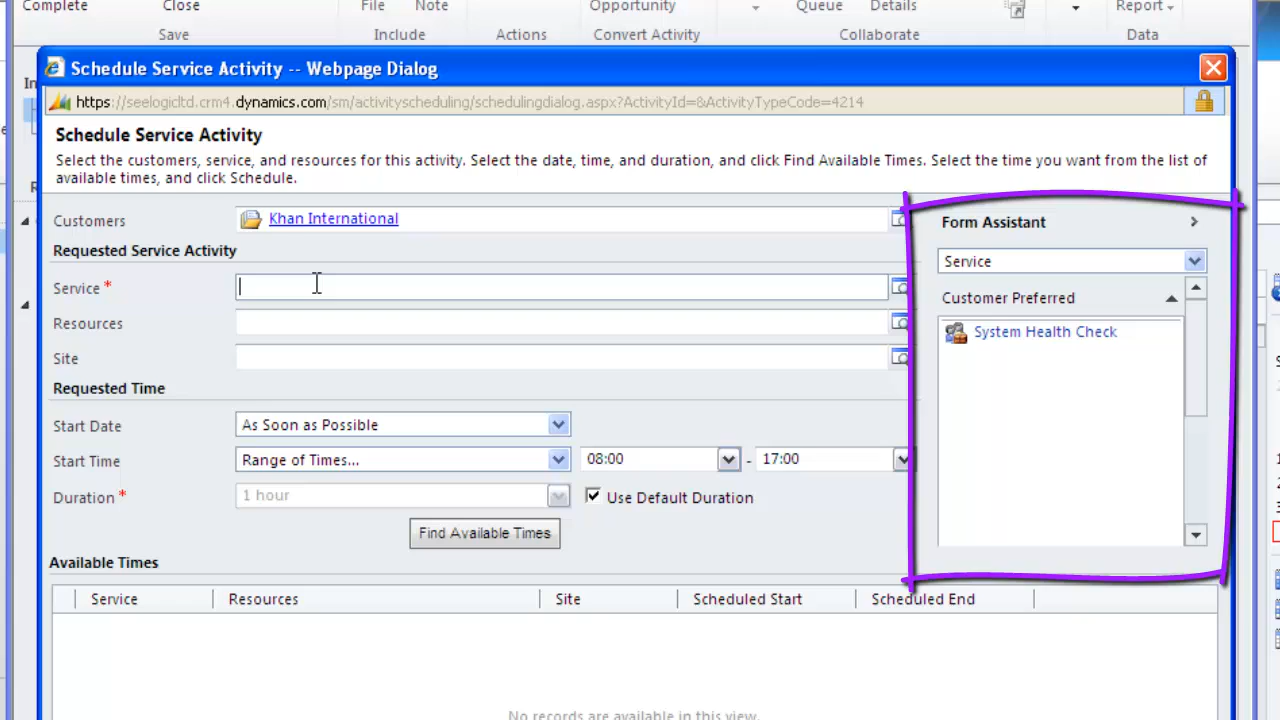 Complete
Close
File
Note
Opportunity
Queue
Details
Report
Save
Include
Actions
Convert Activity
Collaborate
Data
Schedule Service Activity -- Webpage Dialog
https://seelogicltd.crm4.dynamics.com/sm/activityscheduling/schedulingdialog.aspx?ActivityId=&ActivityTypeCode=4214
Schedule Service Activity
Select the customers, service, and resources for this activity. Select the date, time, and duration, and click Find Available Times. Select the time you want from the list of
available times, and click Schedule.
Customers
Khan International
Requested Service Activity
Service *
Resources
Site
Requested Time
Start Date
As Soon as Possible
Start Time
Range of Times...
08:00
-
17:00
Duration *
1 hour
Use Default Duration
Find Available Times
Form Assistant
Service
Customer Preferred
System Health Check
Available Times
Service
Resources
Site
Scheduled Start
Scheduled End
No records are available in this view.